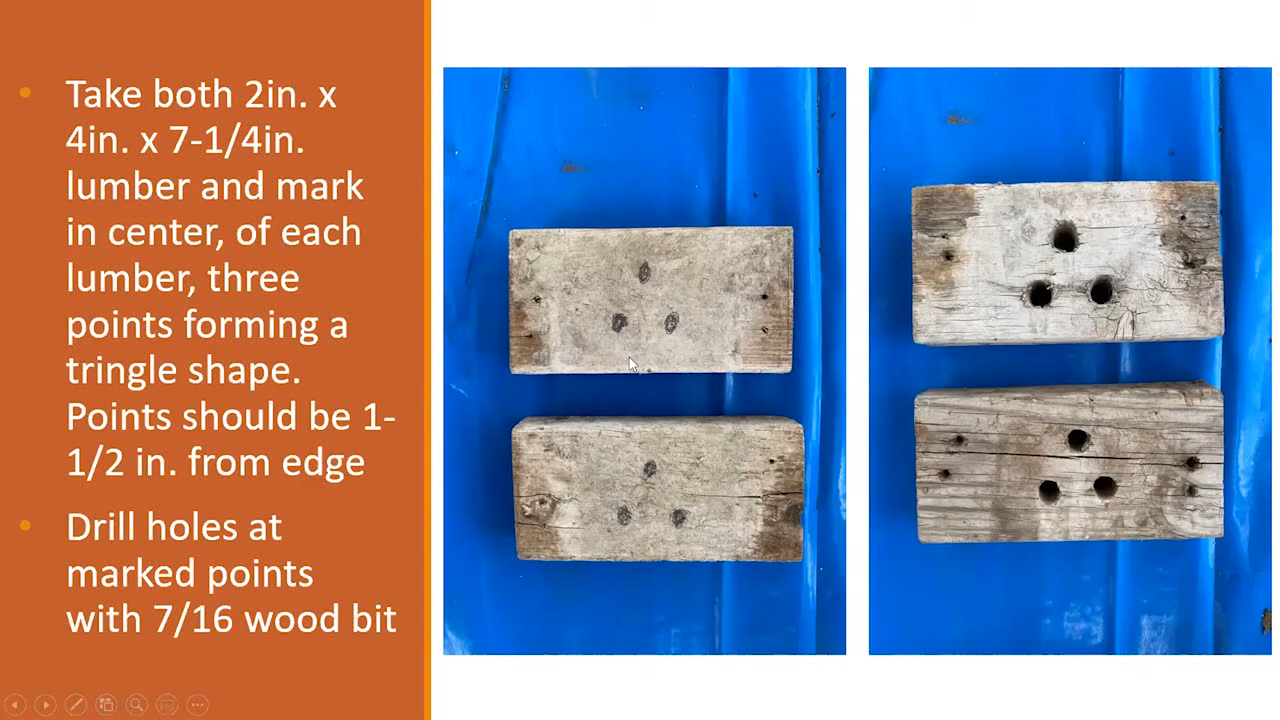 Take both 2in. x
4in. x 7-1/4in.
lumber and mark
in center, of each
lumber, three
points forming a
tringle shape.
Points should be 1-
1/2 in. from edge
Drill holes at
marked points
with 7/16 wood bit